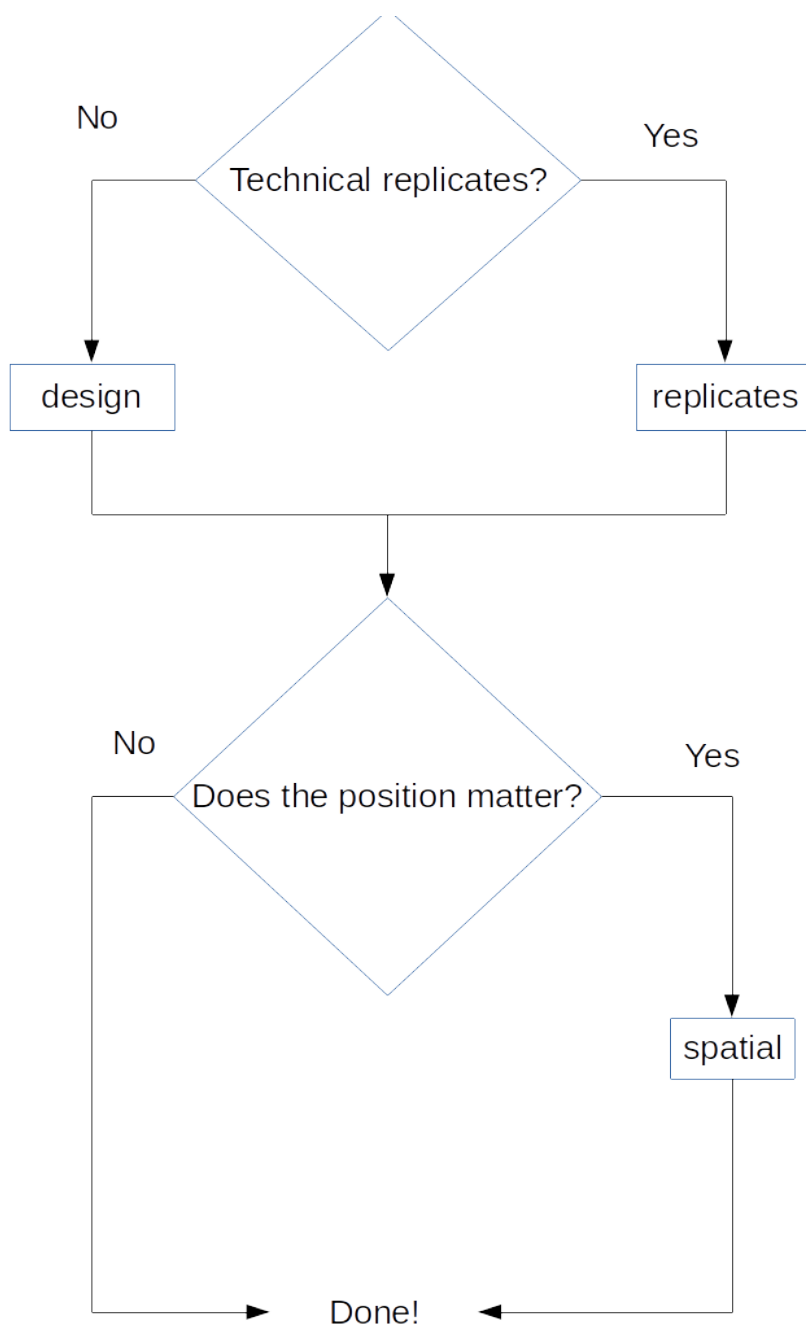 No
Yes
Technical replicates?
design
replicates
No
Yes
Does the position matter?
spatial
Done!